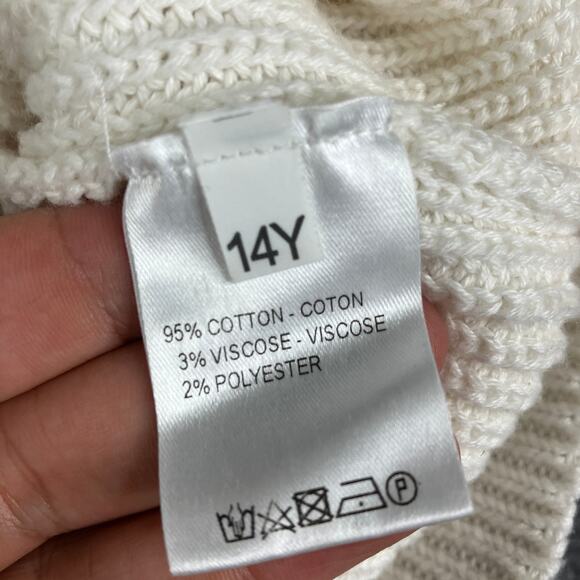 14Y
95% COTTON - COTON
3% VISCOSE - VISCOSE
2% POLYESTER
P